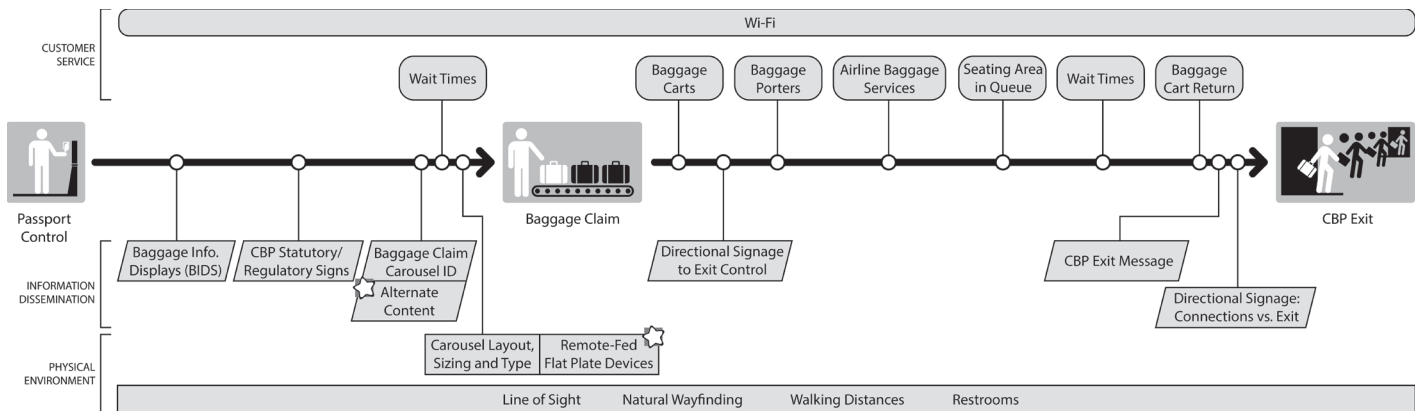 Wi-Fi
CUSTOMER
SERVICE
Wait Times
Baggage
Carts
Baggage
Porters
Airline Baggage
Services
Seating Area
in Queue
Wait Times
Baggage
Cart Return
Passport
Control
Baggage Claim
CBP Exit
INFORMATION
DISSEMINATION
Baggage Info.
Displays (BIDS)
CBP Statutory/
Regulatory Signs
Baggage Claim
Carousel ID
Alternate
Content
Directional Signage
to Exit Control
CBP Exit Message
Directional Signage:
Connections vs. Exit
PHYSICAL
ENVIRONMENT
Carousel Layout,
Sizing and Type
Remote-Fed
Flat Plate Devices
Line of Sight Natural Wayfinding Walking Distances Restrooms